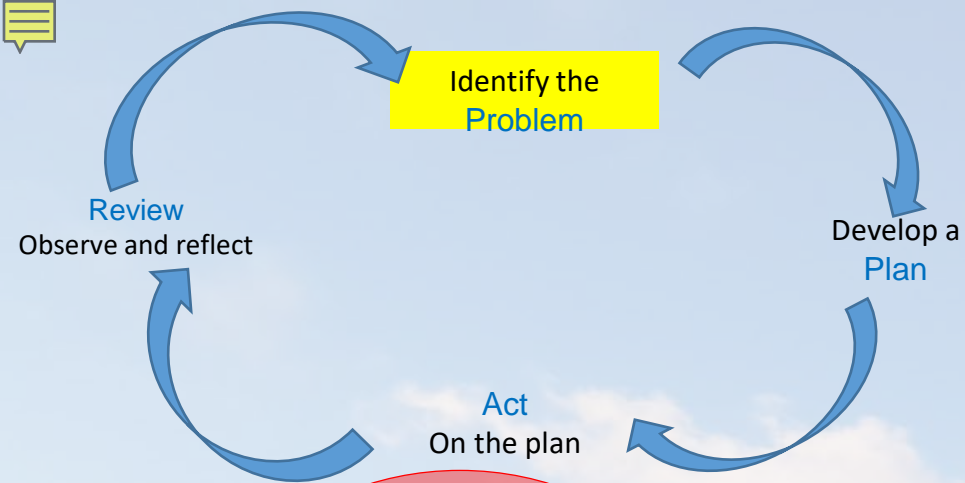 Identify the
Problem
Develop a
Plan
Act
On the plan
Review
Observe and reflect